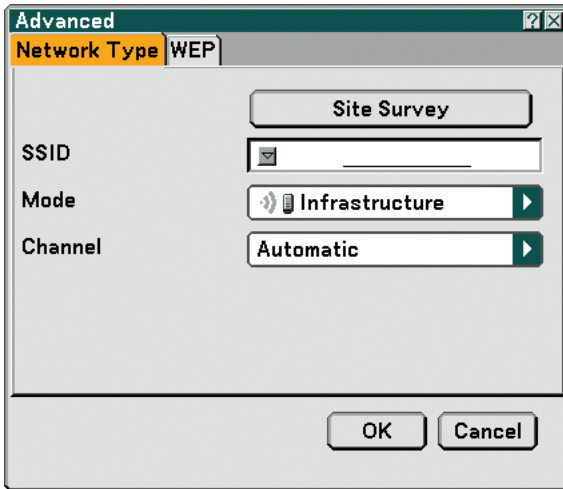 Advanced
Network Type WEP
Site Survey
SSID
Mode Infrastructure
Channel Automatic
OK Cancel